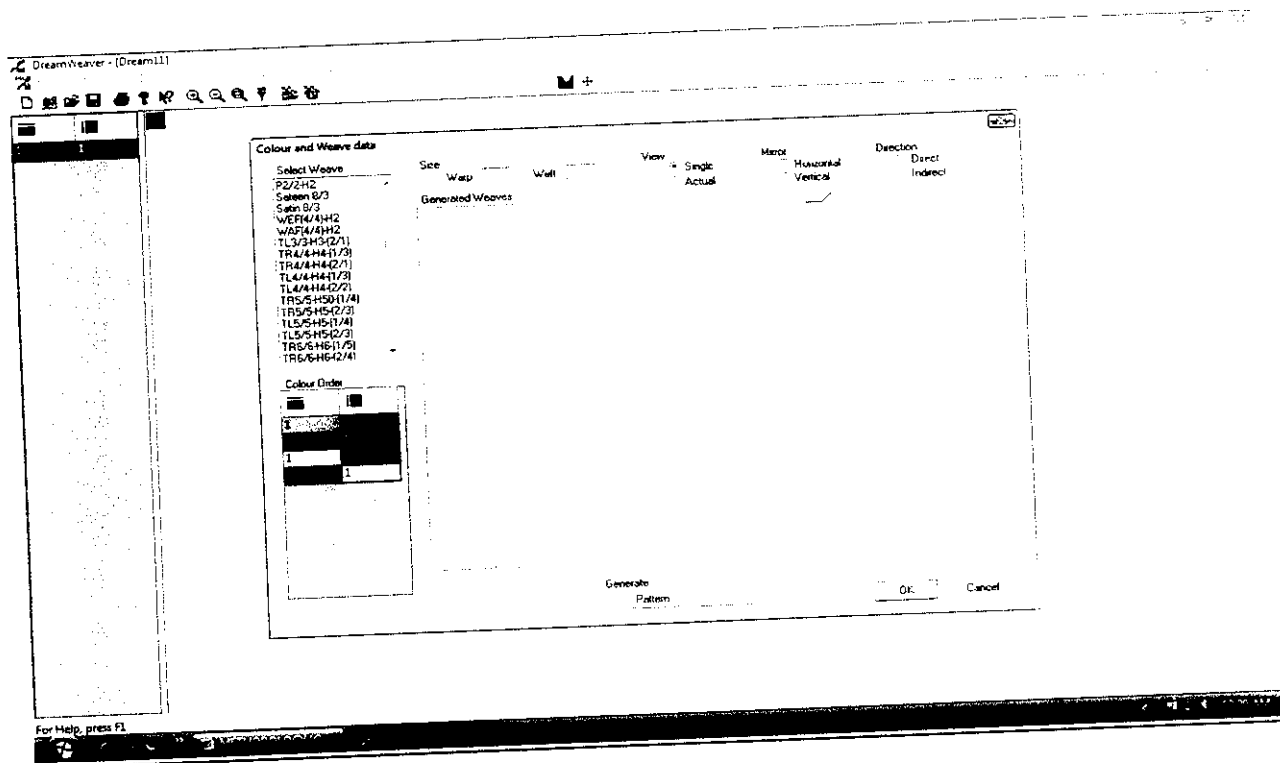 DreamWeaver - [Dream11]
1
Colour and Weave data
Select Weave
P2/2-H2
Sateen 8/3
Satin 8/3
WEF(4/4)-H2
WAF(4/4)-H2
TL3/3-H3-(2/1)
TR4/4-H4-(1/3)
TR4/4-H4-(2/1)
TL4/4-H4-(1/3)
TL4/4-H4-(2/2)
TR5/5-H50-(1/4)
TR5/5-H5-(2/3)
TL5/5-H5-(1/4)
TL5/5-H5-(2/3)
TR6/6-H6-(1/5)
TR6/6-H6-(2/4)
Size
Warp Weft
View
Single
Actual
Mirror
Horizontal
Vertical
Direction
Direct
Indirect
Generated Weaves
Colour Order
1
1
1
Generate
Pattern
OK
Cancel
For Help, press F1